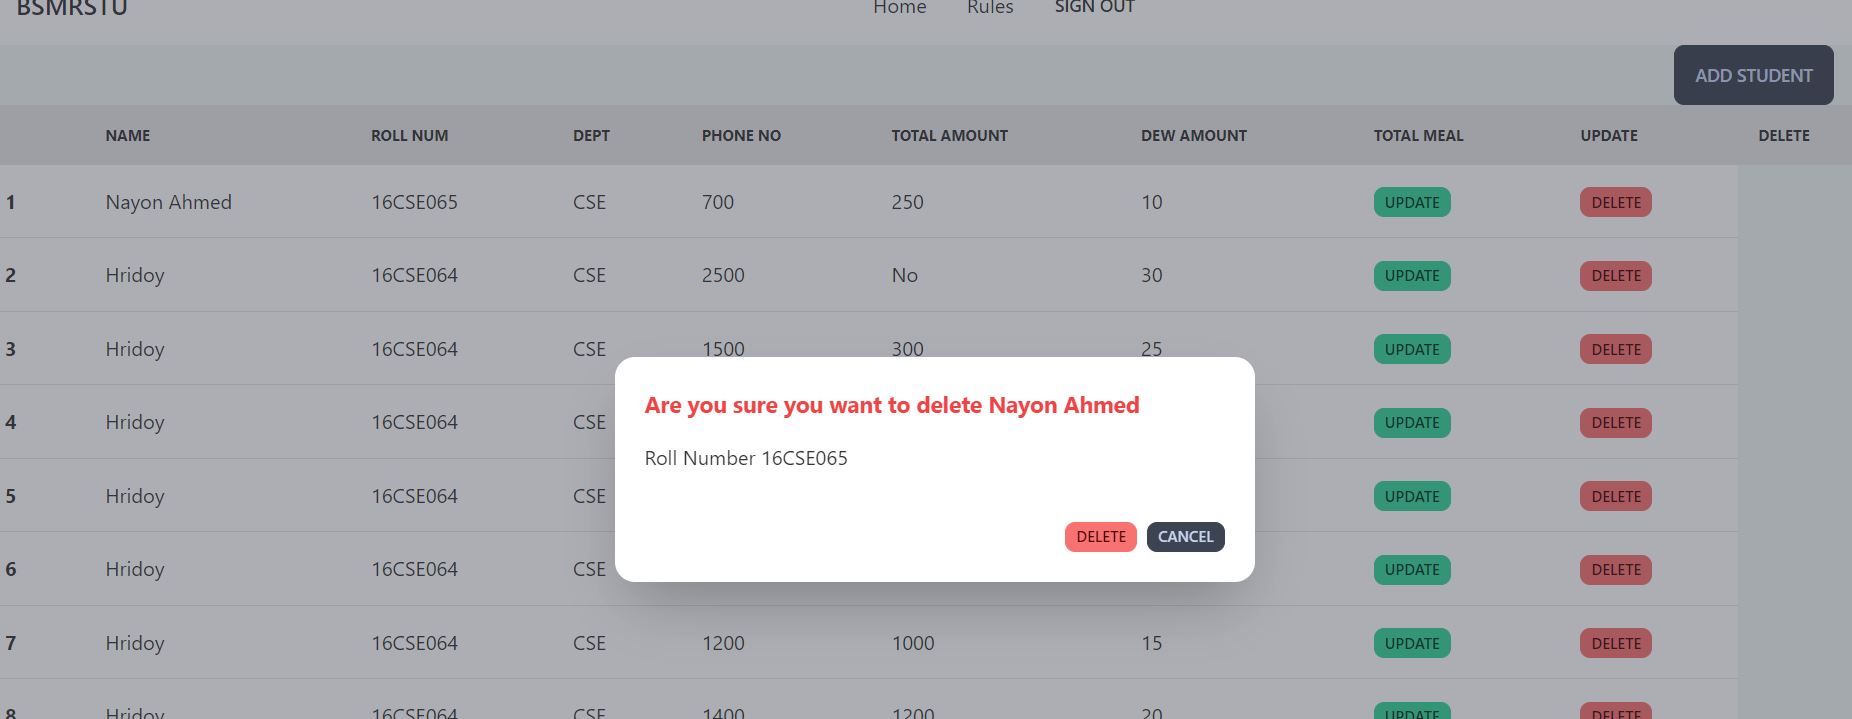 BSMRSTU Home Rules SIGN OUT
ADD STUDENT
NAME ROLL NUM DEPT PHONE NO TOTAL AMOUNT DEW AMOUNT TOTAL MEAL UPDATE DELETE
1 Nayon Ahmed 16CSE065 CSE 700 250 10 UPDATE DELETE
2 Hridoy 16CSE064 CSE 2500 No 30 UPDATE DELETE
3 Hridoy 16CSE064 CSE 1500 300 25 UPDATE DELETE
Are you sure you want to delete Nayon Ahmed
4 Hridoy 16CSE064 CSE UPDATE DELETE
Roll Number 16CSE065
5 Hridoy 16CSE064 CSE UPDATE DELETE
DELETE CANCEL
6 Hridoy 16CSE064 CSE UPDATE DELETE
7 Hridoy 16CSE064 CSE 1200 1000 15 UPDATE DELETE
8 Hridoy 16CSE064 CSE 1400 1200 20 UPDATE DELETE